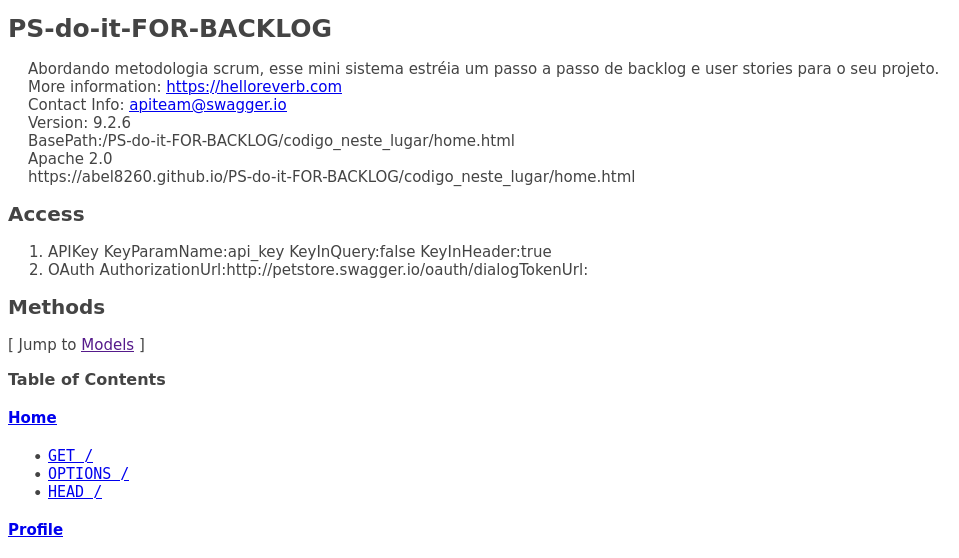 PS-do-it-FOR-BACKLOG
Abordando metodologia scrum, esse mini sistema estréia um passo a passo de backlog e user stories para o seu projeto.
More information: https://helloreverb.com
Contact Info: apiteam@swagger.io
Version: 9.2.6
BasePath:/PS-do-it-FOR-BACKLOG/codigo_neste_lugar/home.html
Apache 2.0
https://abel8260.github.io/PS-do-it-FOR-BACKLOG/codigo_neste_lugar/home.html
Access
1. APIKey KeyParamName:api_key KeyInQuery:false KeyInHeader:true
2. OAuth AuthorizationUrl:http://petstore.swagger.io/oauth/dialogTokenUrl:
Methods
[ Jump to Models ]
Table of Contents
Home
• GET /
• OPTIONS /
• HEAD /
Profile